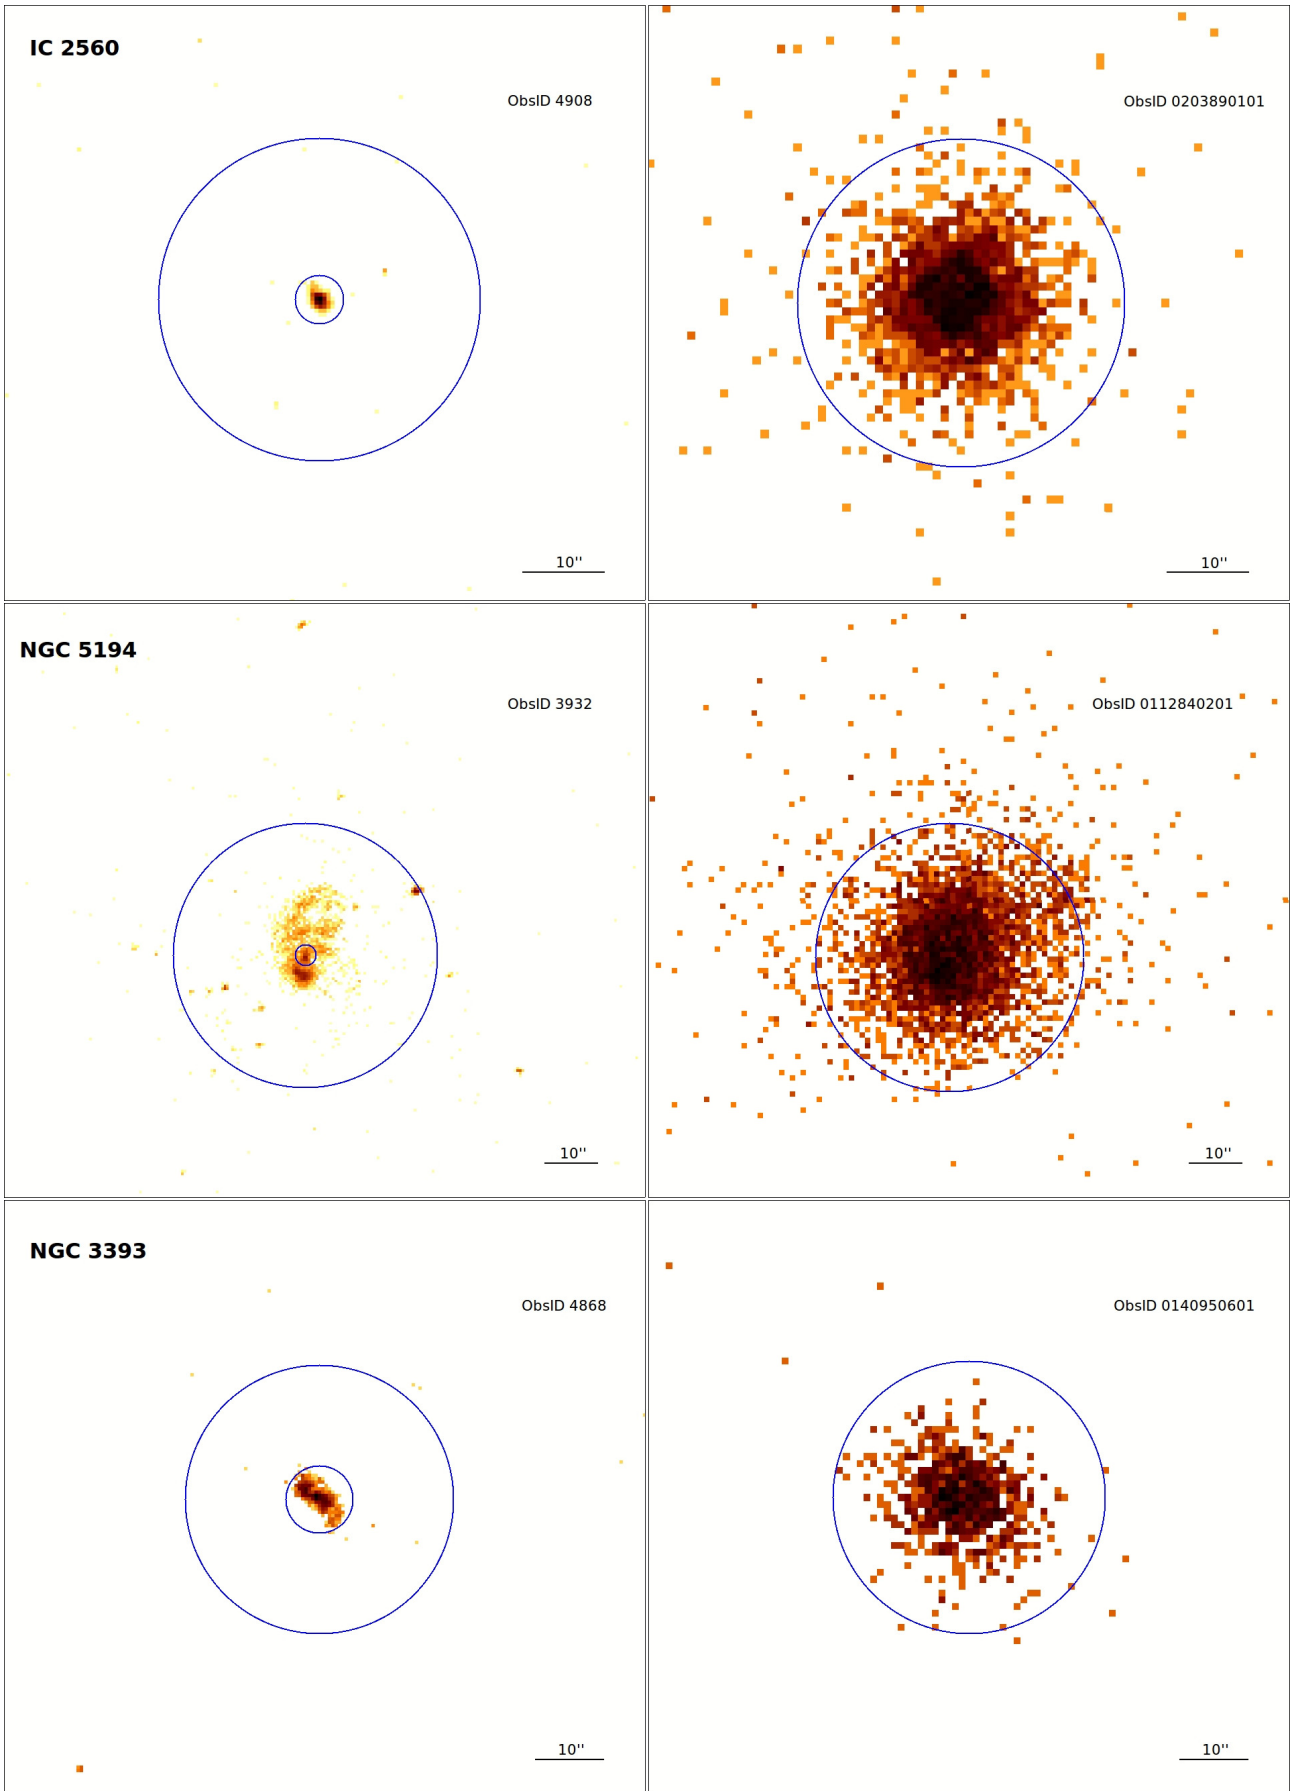 IC 2560
ObsID 4908
ObsID 0203890101
10''
10''
NGC 5194
ObsID 3932
ObsID 0112840201
10''
10''
NGC 3393
ObsID 4868
ObsID 0140950601
10''
10''